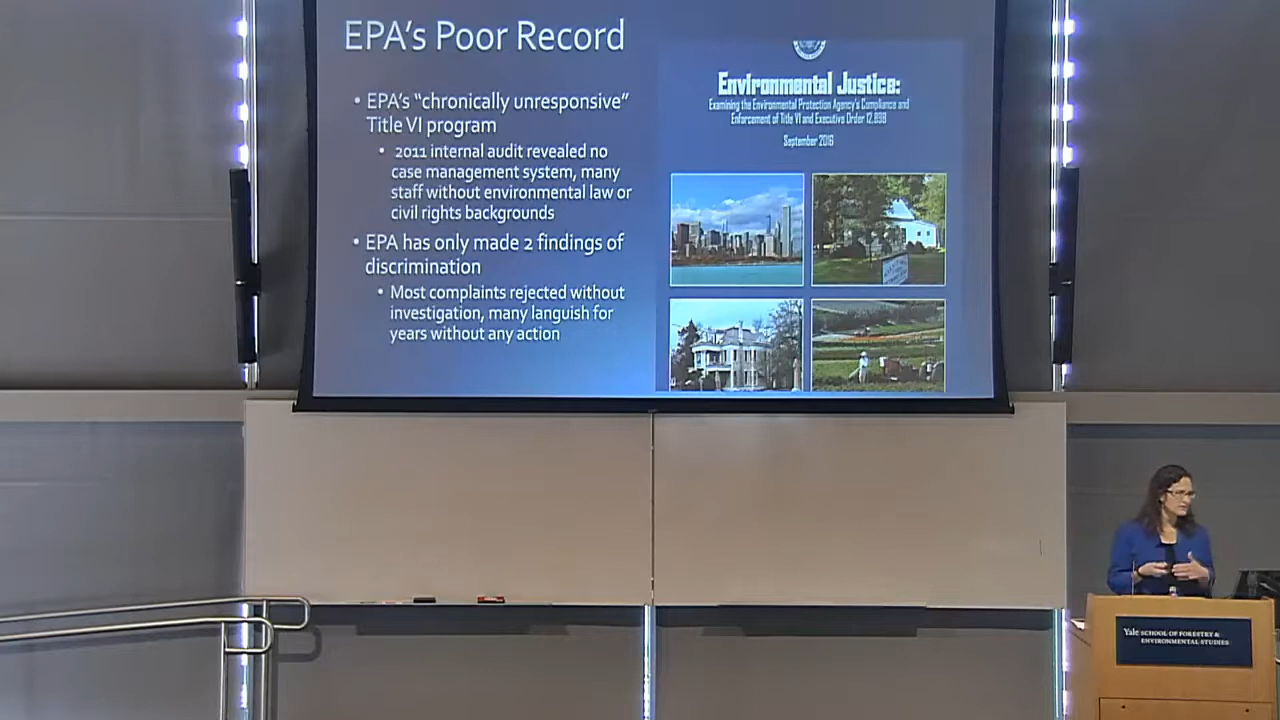 EPA's Poor Record
• EPA's "chronically unresponsive"
Title VI program
• 2011 internal audit revealed no
case management system, many
staff without environmental law or
civil rights backgrounds
• EPA has only made 2 findings of
discrimination
• Most complaints rejected without
investigation, many languish for
years without any action
Environmental Justice:
Examining the Environmental Protection Agency's Compliance and
Enforcement of Title VI and Executive Order 12,898
September 2016
Yale SCHOOL OF FORESTRY &
ENVIRONMENTAL STUDIES